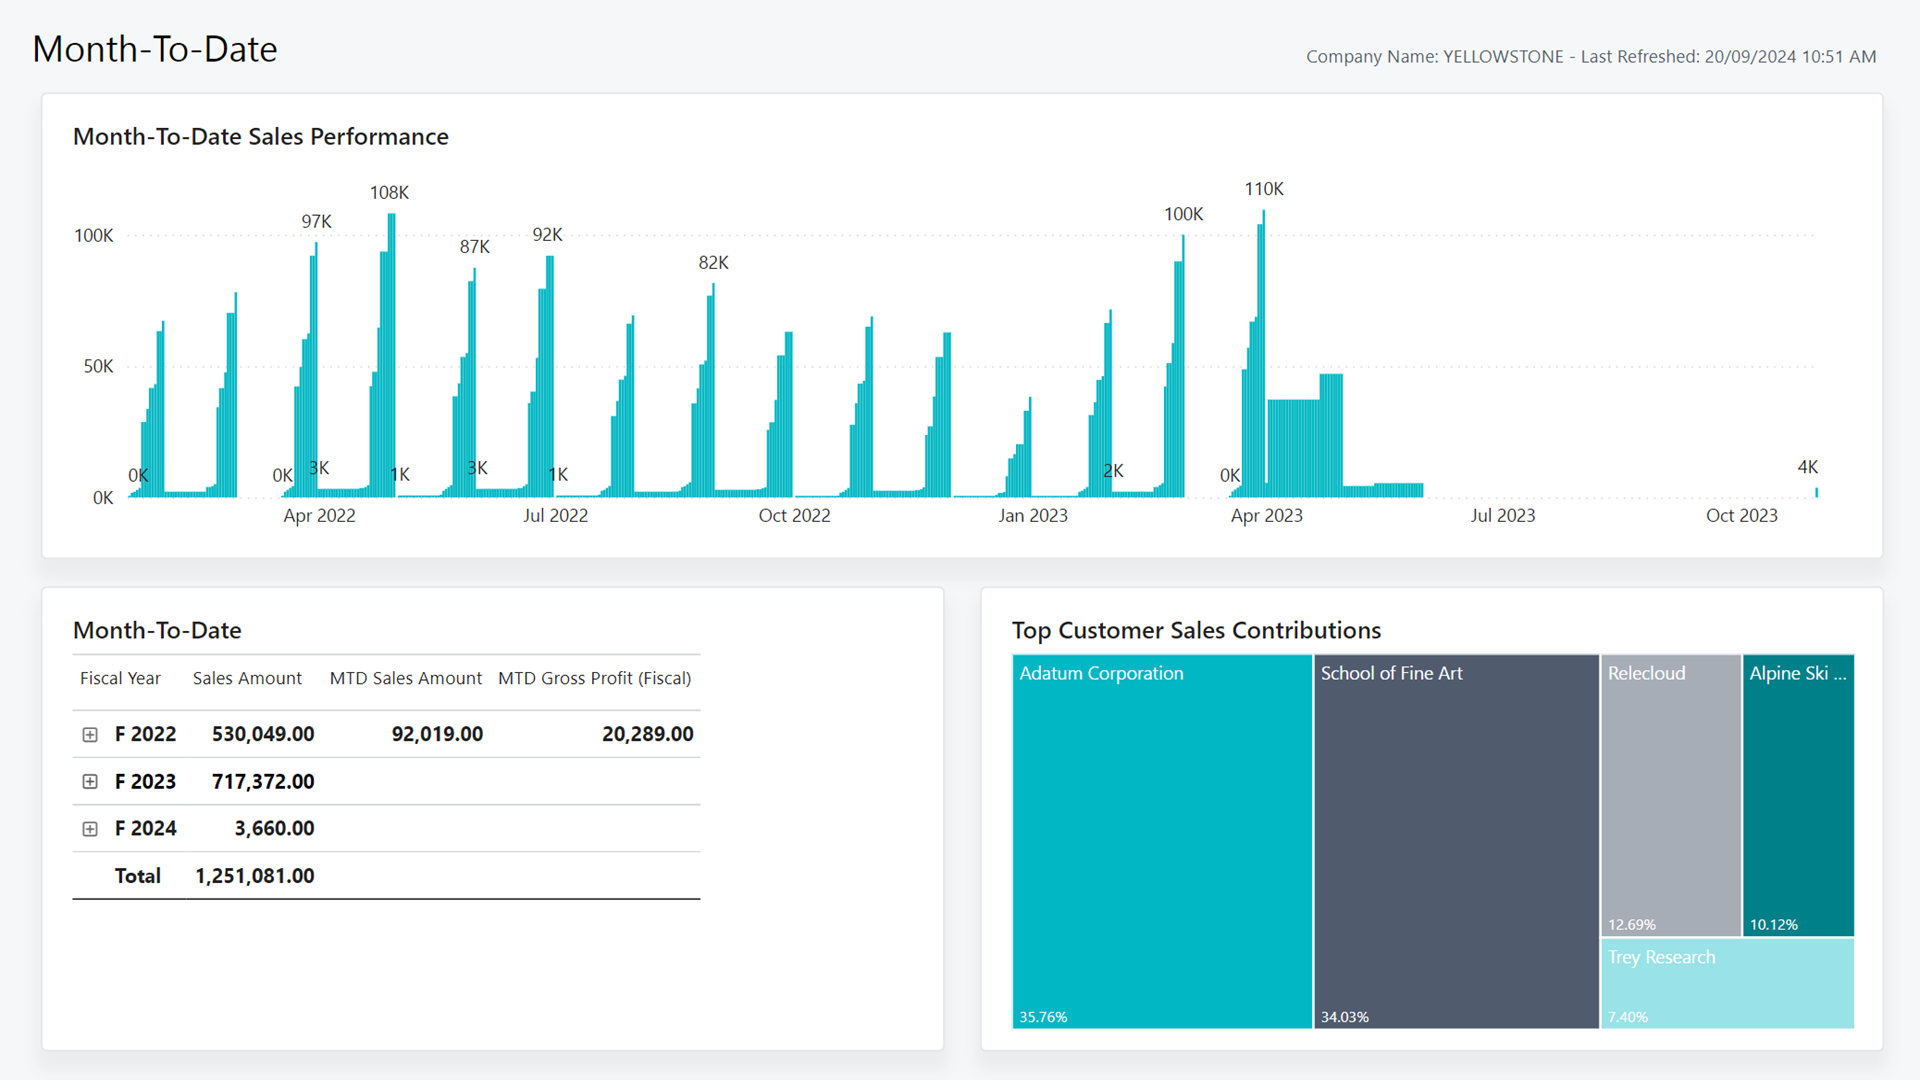 Month-To-Date
Company Name: YELLOWSTONE - Last Refreshed: 20/09/2024 10:51 AM
Month-To-Date Sales Performance
110K
108K
100K
97K
92K
87K
82K
100K
50K
0K
0K
0K
3K
1K
3K
1K
2K
0K
4K
Apr 2022
Jul 2022
Oct 2022
Jan 2023
Apr 2023
Jul 2023
Oct 2023
Month-To-Date
Fiscal Year Sales Amount MTD Sales Amount MTD Gross Profit (Fiscal)
F 2022 530,049.00 92,019.00 20,289.00
F 2023 717,372.00
F 2024 3,660.00
Total 1,251,081.00
Top Customer Sales Contributions
Adatum Corporation
35.76%
School of Fine Art
34.03%
Relecloud
12.69%
Alpine Ski ...
10.12%
Trey Research
7.40%